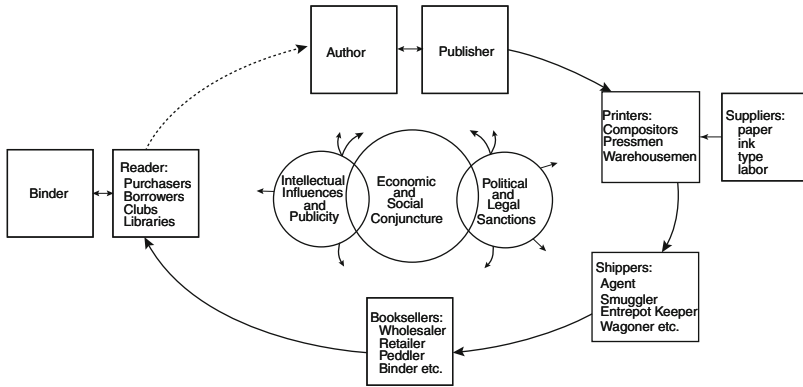 Author
Publisher
Printers:
Compositors
Pressmen
Warehousemen
Suppliers:
paper
ink
type
labor
Binder
Reader:
Purchasers
Borrowers
Clubs
Libraries
Intellectual
Influences
and
Publicity
Economic
and
Social
Conjuncture
Political
and
Legal
Sanctions
Shippers:
Agent
Smuggler
Entrepot Keeper
Wagoner etc.
Booksellers:
Wholesaler
Retailer
Peddler
Binder etc.